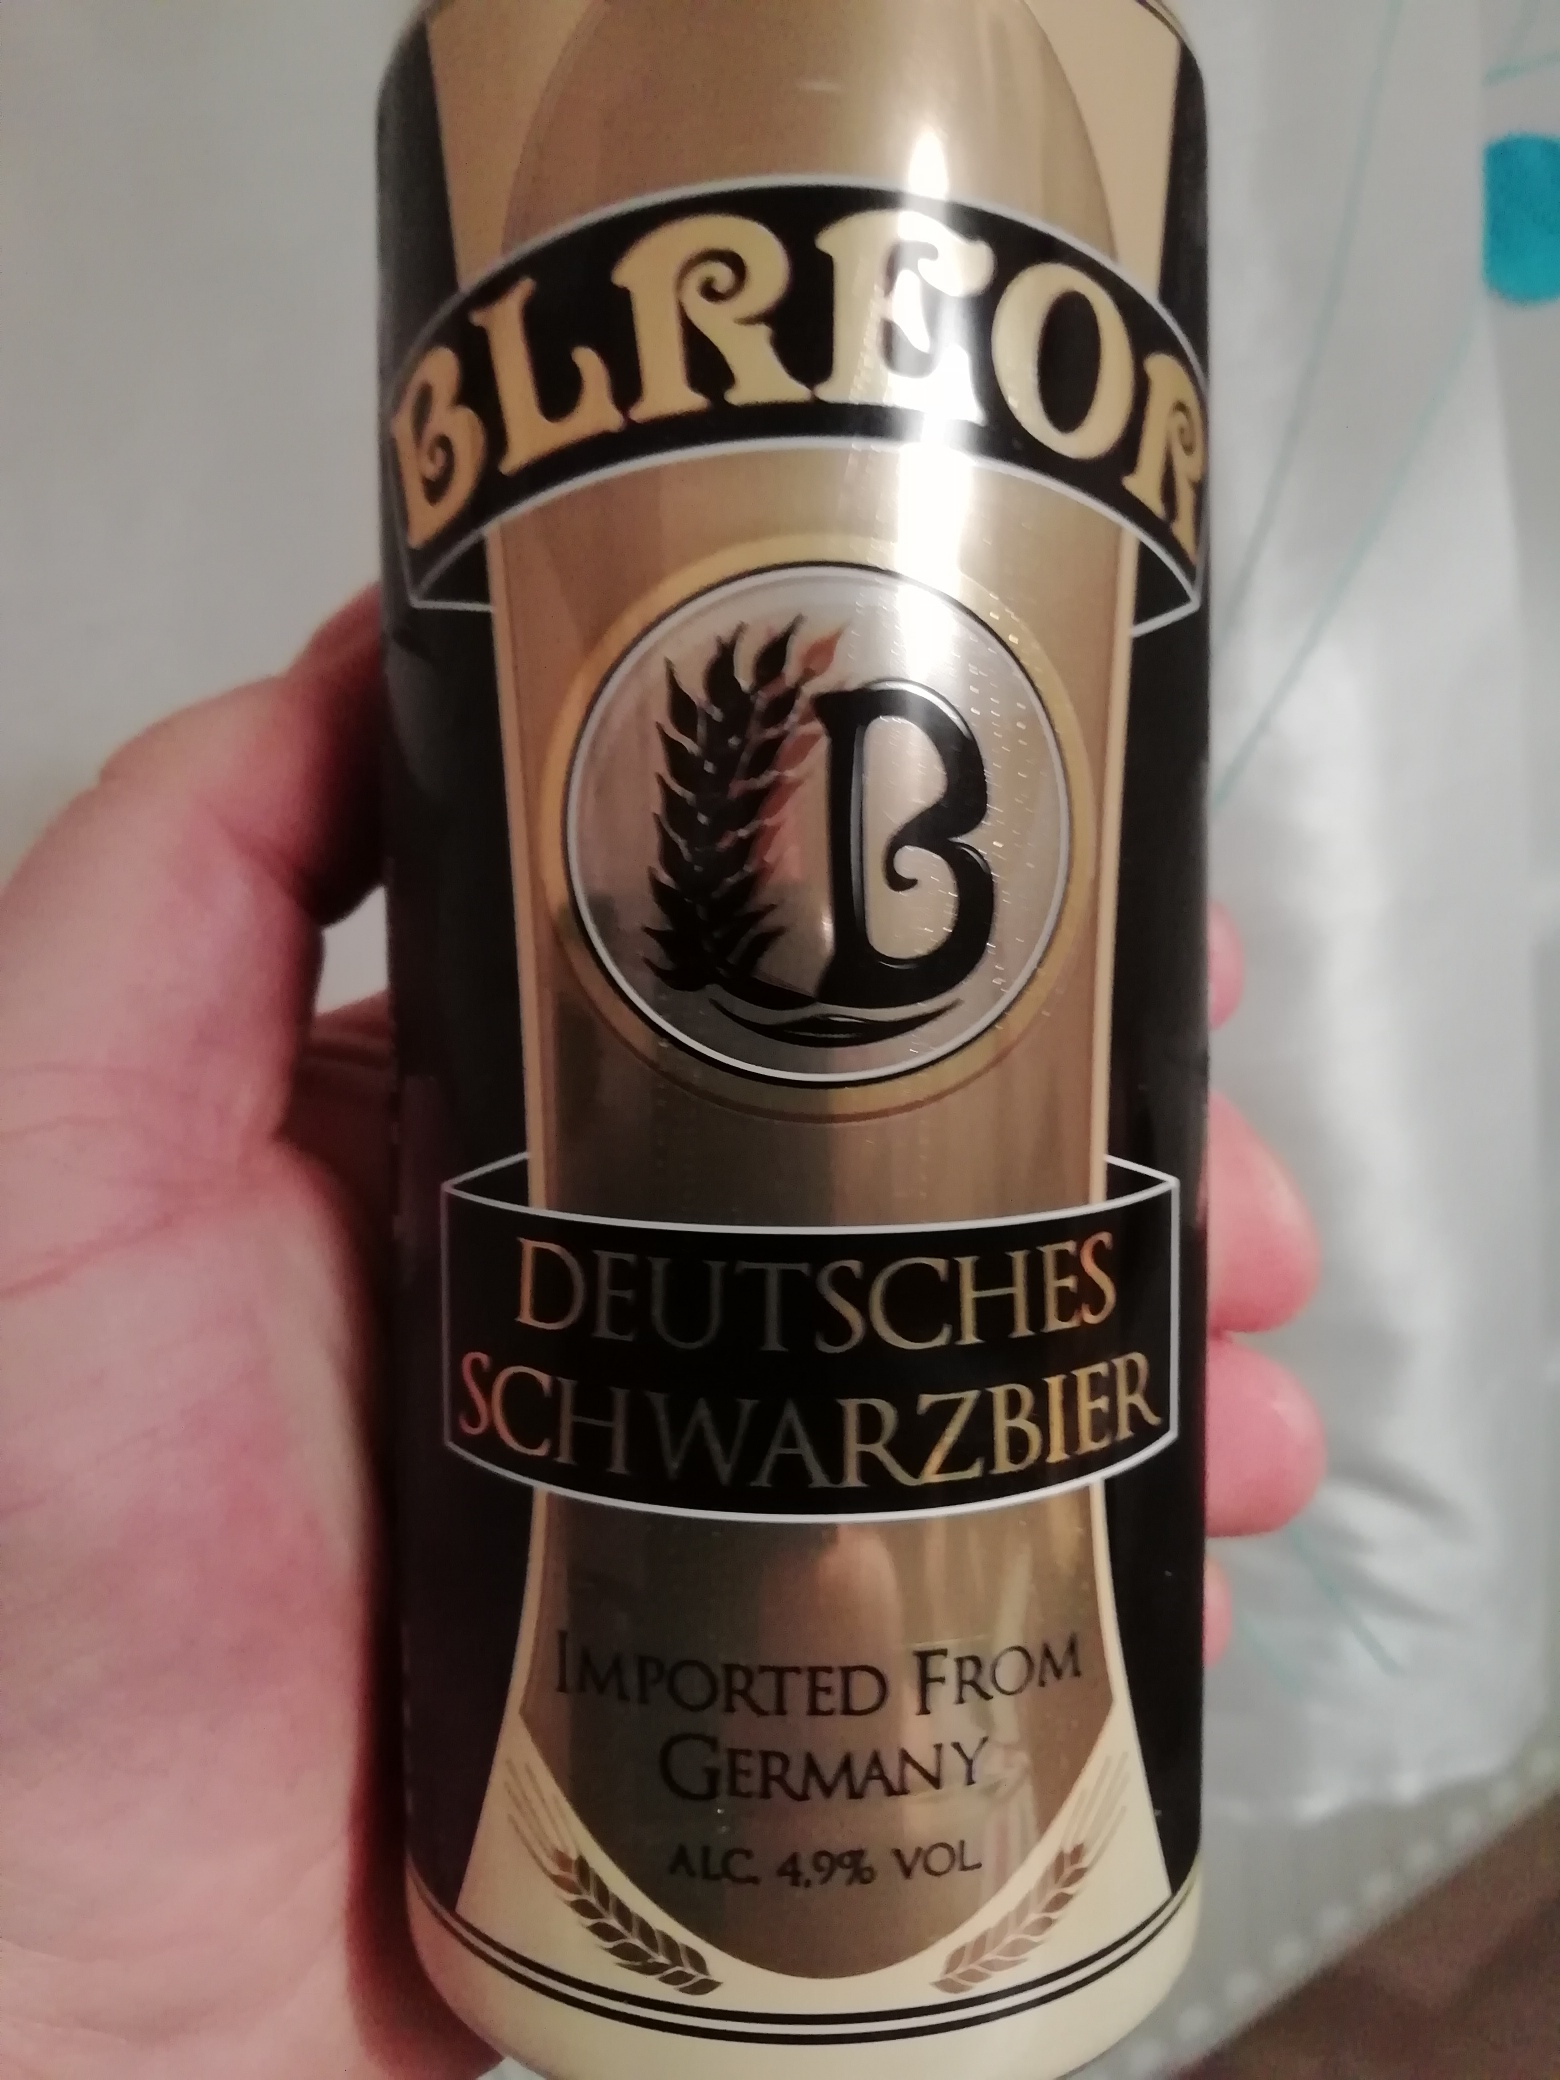 BLREOR
B
DEUTSCHES
SCHWARZBIER
IMPORTED FROM
GERMANY
ALC. 4,9% VOL